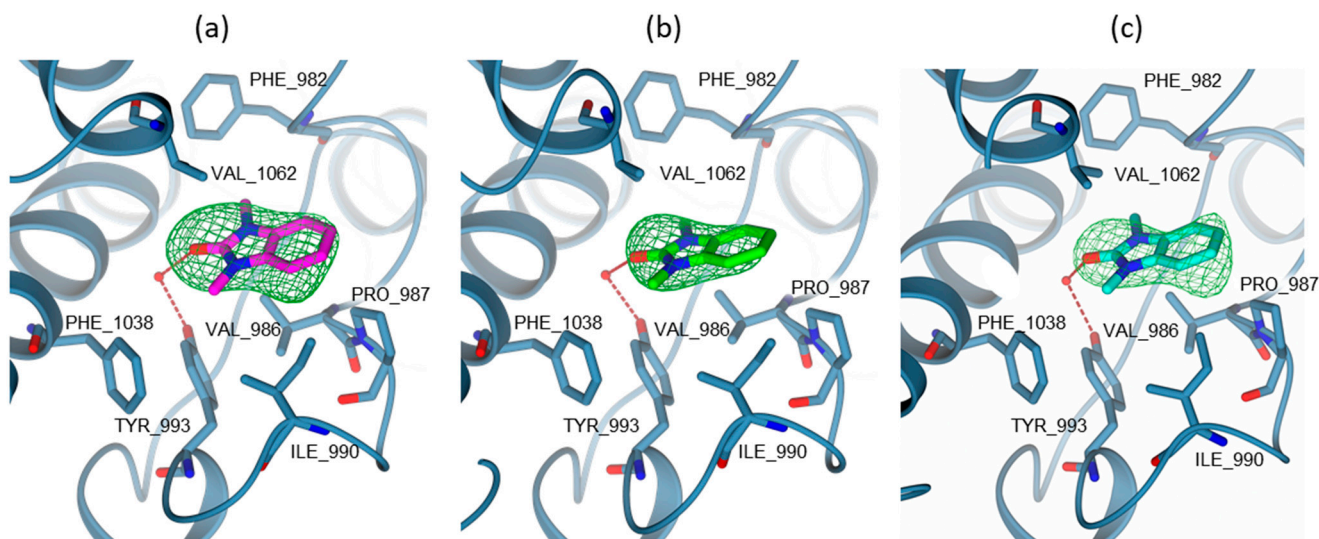 (a)
PHE_982
VAL_1062
PRO_987
PHE_1038
VAL_986
TYR_993
ILE_990
(b)
PHE_982
VAL_1062
PRO_987
PHE_1038
VAL_986
TYR_993
ILE_990
(c)
PHE_982
VAL_1062
PRO_987
PHE_1038
VAL_986
TYR_993
ILE_990